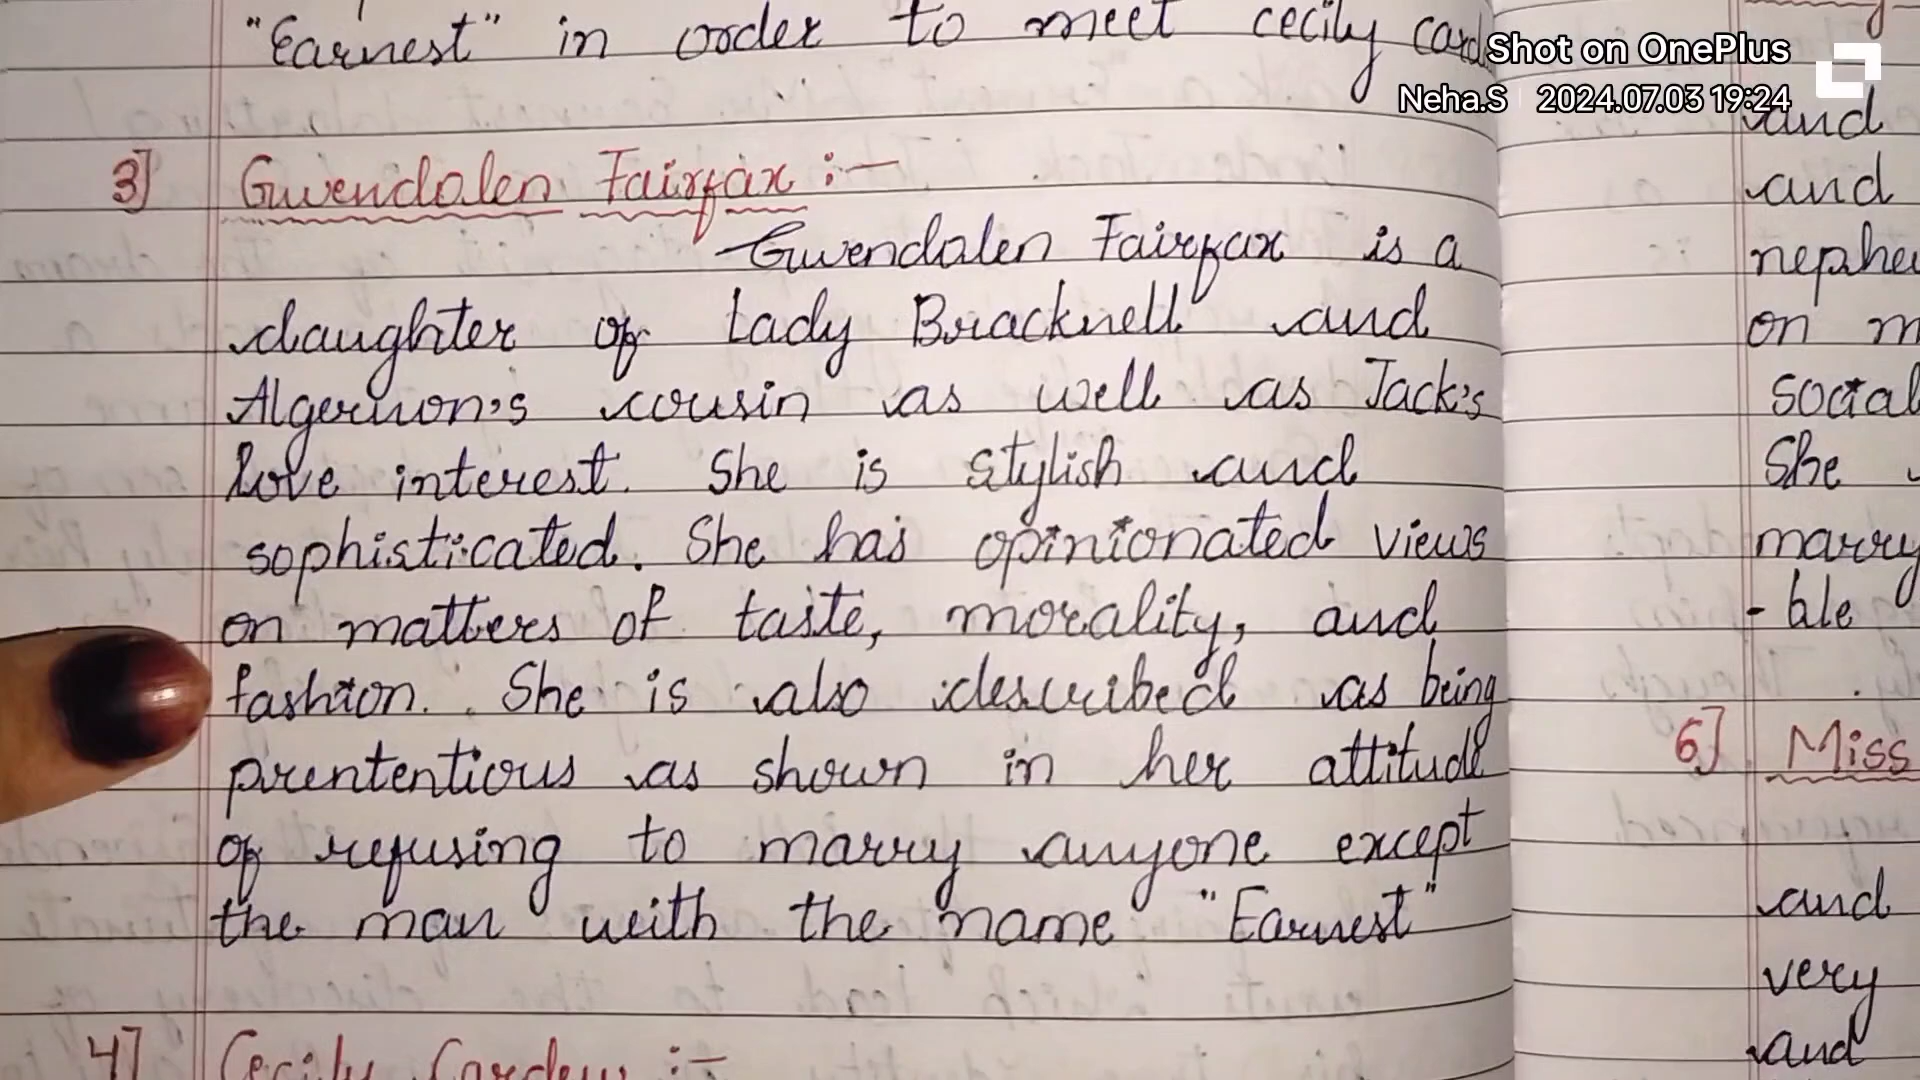 "Earnest" in order to meet cecily
Shot on OnePlus
Neha.S 2024.07.03 19:24
3] Gwendalen Fairfax :-
Gwendalen Fairfax is a
daughter of Lady Bracknell and
Algernon's cousin as well as Jack's
love interest. She is stylish and
sophisticated. She has opinionated views
on matters of taste, morality, and
fashion. She is also described as being
prententious as shown in her attitude
of refusing to marry anyone except
the man with the name "Earnest"
4] Cecily Cardew :-
and
and
on m
social
She
marry
- ble
6] Miss
and
very
and